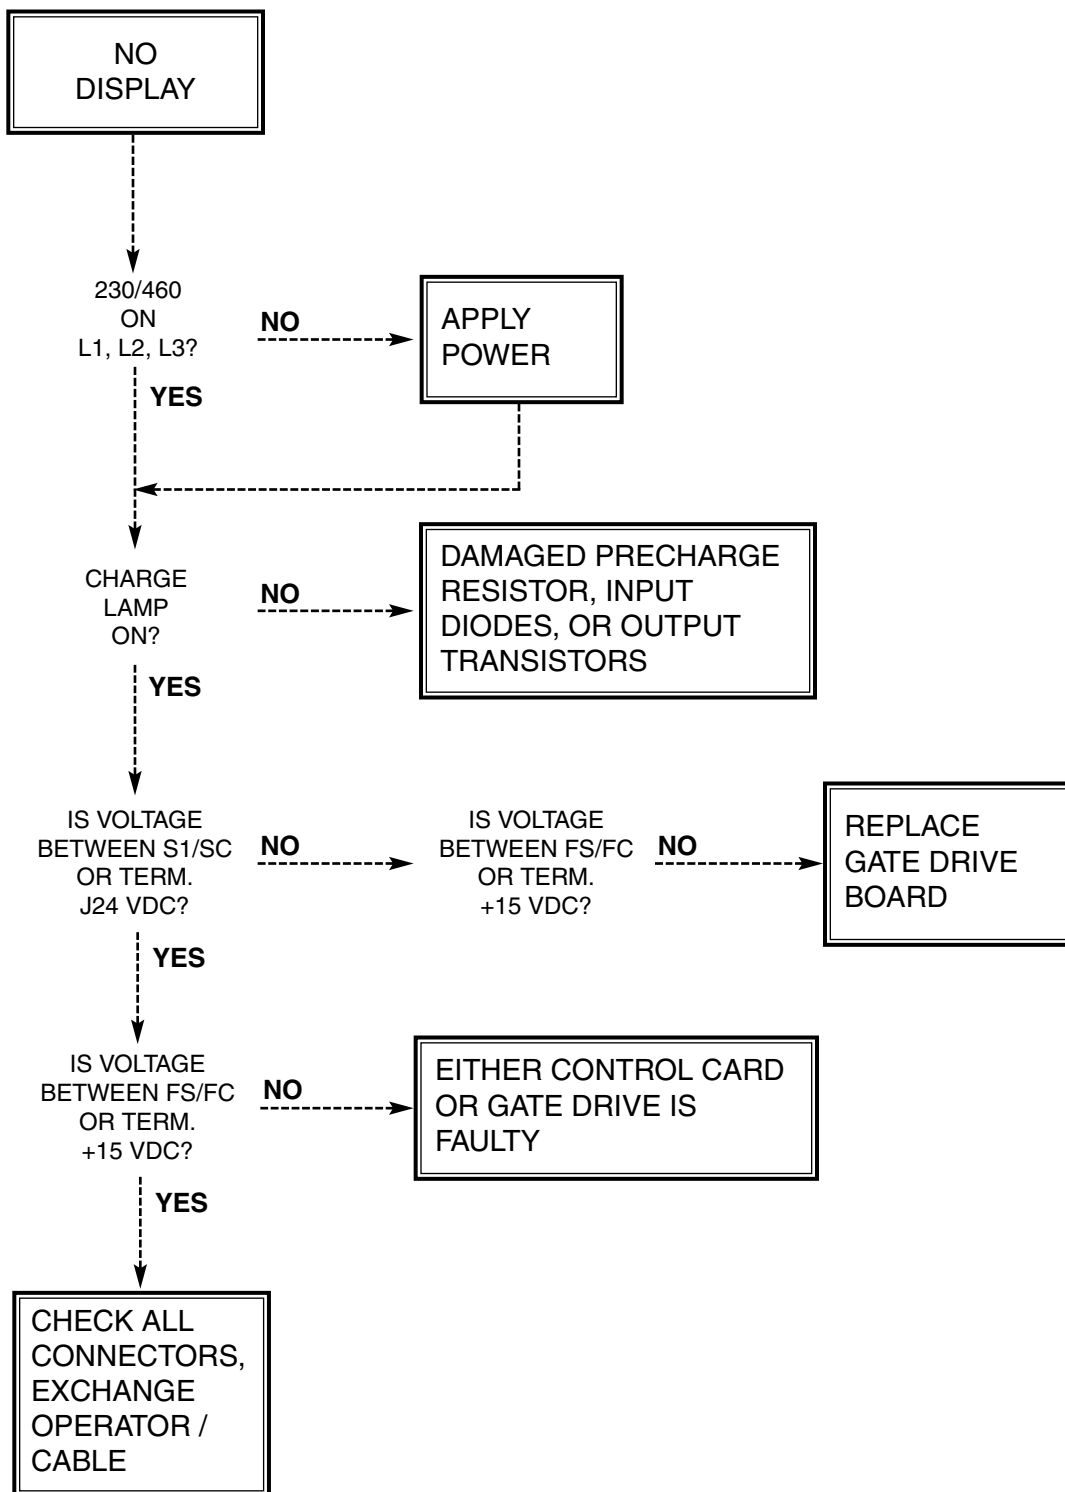 NO
DISPLAY
230/460
ON
L1, L2, L3?
NO
APPLY
POWER
YES
CHARGE
LAMP
ON?
NO
DAMAGED PRECHARGE
RESISTOR, INPUT
DIODES, OR OUTPUT
TRANSISTORS
YES
IS VOLTAGE
BETWEEN S1/SC
OR TERM.
J24 VDC?
NO
IS VOLTAGE
BETWEEN FS/FC
OR TERM.
+15 VDC?
NO
REPLACE
GATE DRIVE
BOARD
YES
IS VOLTAGE
BETWEEN FS/FC
OR TERM.
+15 VDC?
NO
EITHER CONTROL CARD
OR GATE DRIVE IS
FAULTY
YES
CHECK ALL
CONNECTORS,
EXCHANGE
OPERATOR /
CABLE